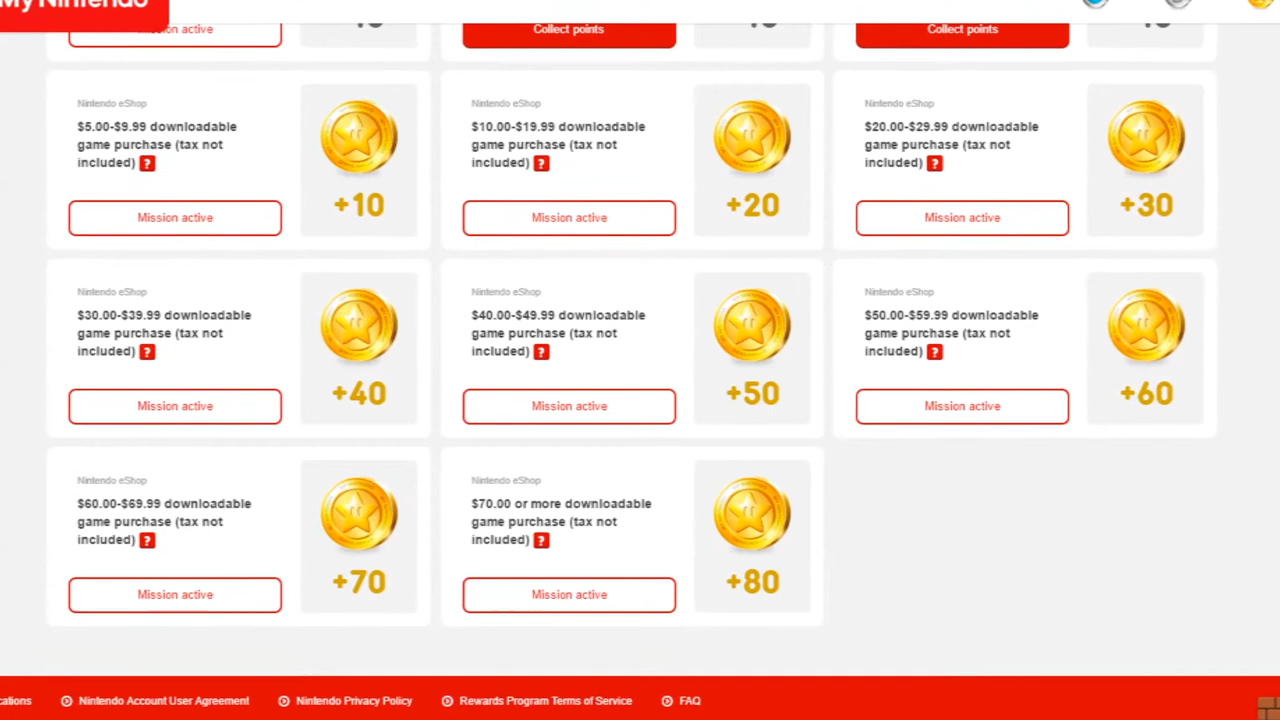 My Nintendo
Mission active
Collect points
Collect points
Nintendo eShop
$5.00-$9.99 downloadable
game purchase (tax not
included) ?
Mission active
+10
Nintendo eShop
$10.00-$19.99 downloadable
game purchase (tax not
included) ?
Mission active
+20
Nintendo eShop
$20.00-$29.99 downloadable
game purchase (tax not
included) ?
Mission active
+30
Nintendo eShop
$30.00-$39.99 downloadable
game purchase (tax not
included) ?
Mission active
+40
Nintendo eShop
$40.00-$49.99 downloadable
game purchase (tax not
included) ?
Mission active
+50
Nintendo eShop
$50.00-$59.99 downloadable
game purchase (tax not
included) ?
Mission active
+60
Nintendo eShop
$60.00-$69.99 downloadable
game purchase (tax not
included) ?
Mission active
+70
Nintendo eShop
$70.00 or more downloadable
game purchase (tax not
included) ?
Mission active
+80
cations
Nintendo Account User Agreement
Nintendo Privacy Policy
Rewards Program Terms of Service
FAQ